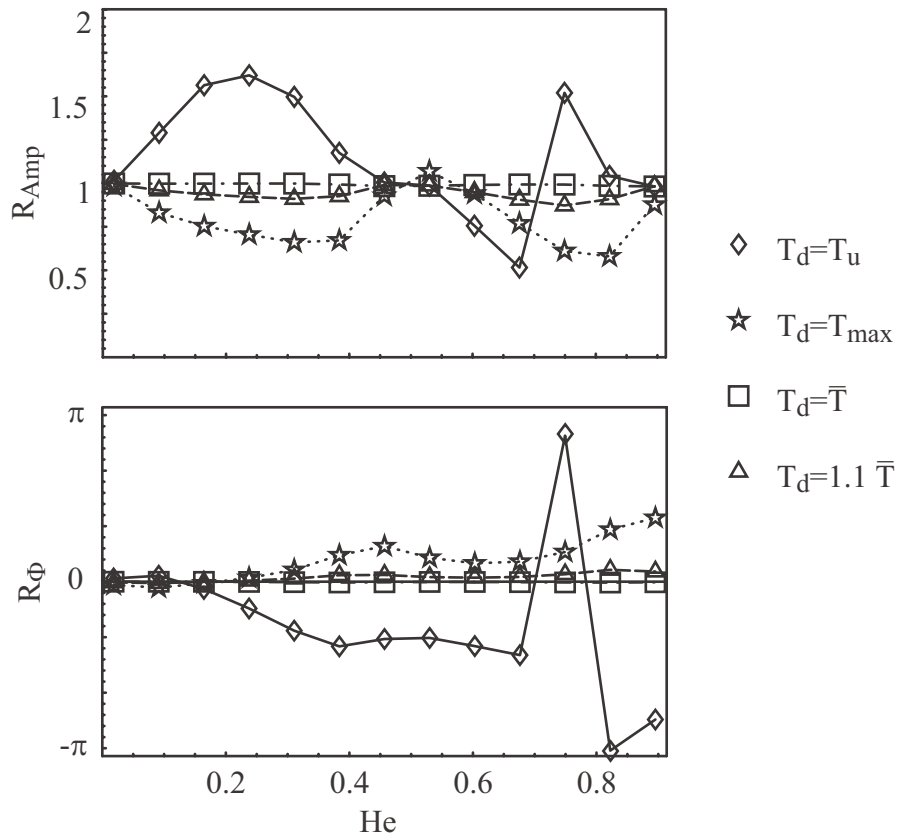 2
1.5
1
0.5
R_Amp
T_d=T_u
T_d=T_max
T_d=T̅
T_d=1.1 T̅
π
0
-π
R_Φ
0.2 0.4 0.6 0.8
He